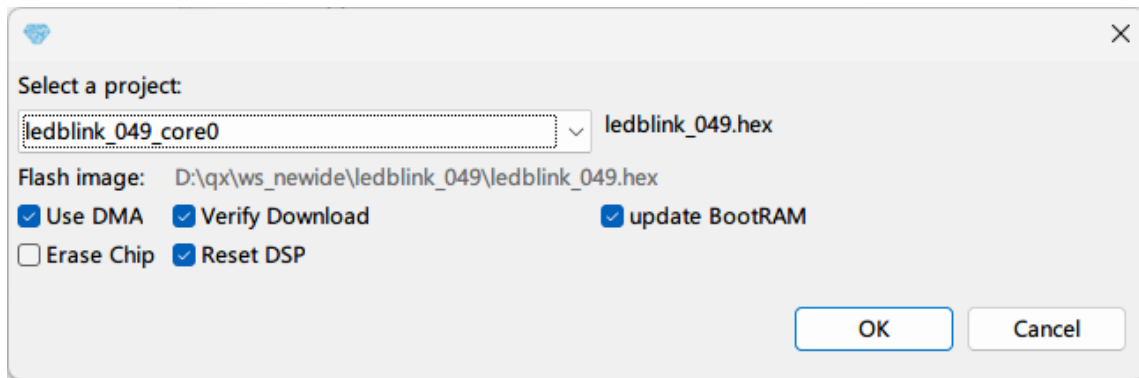 Select a project:
ledblink_049_core0
ledblink_049.hex
Flash image: D:\qx\ws_newide\ledblink_049\ledblink_049.hex
Use DMA Verify Download update BootRAM
Erase Chip Reset DSP
OK Cancel